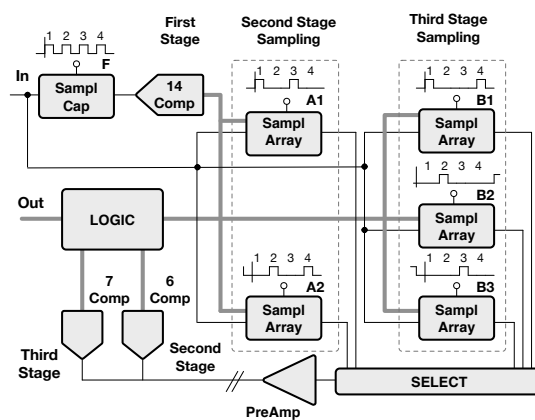 First Stage
Second Stage Sampling
Third Stage Sampling
1 2 3 4
F
In
Sampl Cap
14 Comp
1 2 3 4
A1
Sampl Array
1 2 3 4
B1
Sampl Array
1 2 3 4
B2
Sampl Array
Out
LOGIC
7 Comp
6 Comp
1 2 3 4
A2
Sampl Array
1 2 3 4
B3
Sampl Array
Third Stage
Second Stage
PreAmp
SELECT